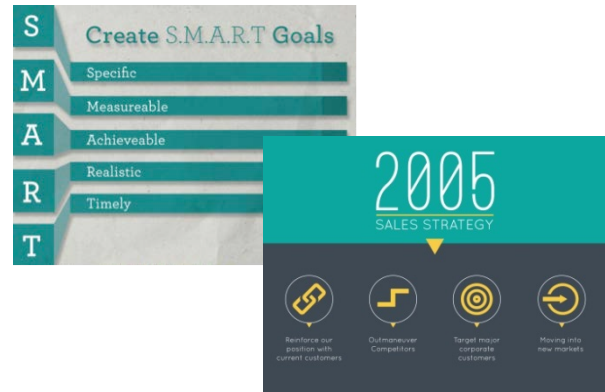 S
M
A
R
T
Create S.M.A.R.T Goals
Specific
Measureable
Achieveable
Realistic
Timely
2005
SALES STRATEGY
Reinforce our
position with
current customers
Outmaneuver
Competitors
Target major
corporate
customers
Moving into
new markets